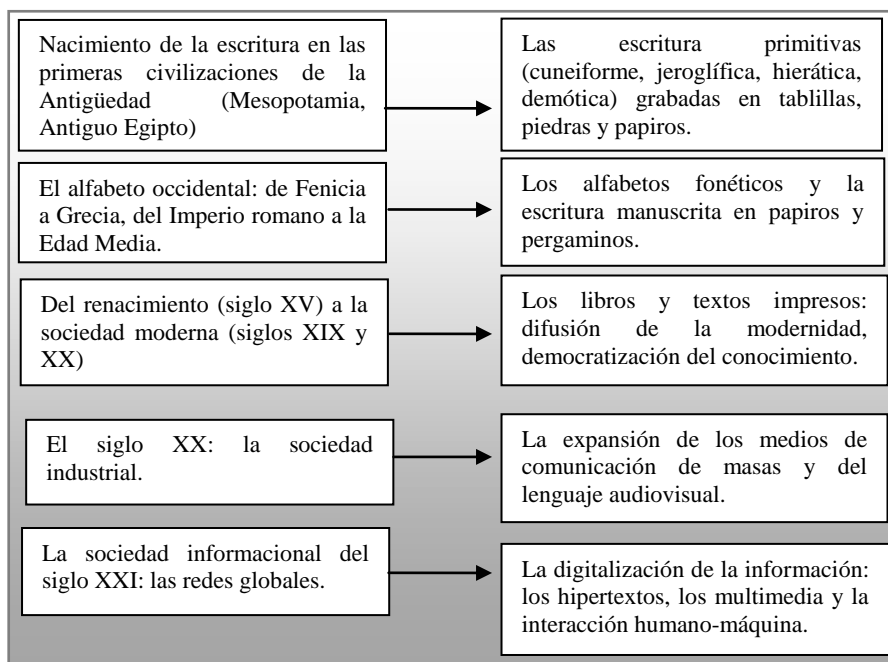 Nacimiento de la escritura en las
primeras civilizaciones de la
Antigüedad (Mesopotamia,
Antiguo Egipto)
Las escritura primitivas
(cuneiforme, jeroglífica, hierática,
demótica) grabadas en tablillas,
piedras y papiros.
El alfabeto occidental: de Fenicia
a Grecia, del Imperio romano a la
Edad Media.
Los alfabetos fonéticos y la
escritura manuscrita en papiros y
pergaminos.
Del renacimiento (siglo XV) a la
sociedad moderna (siglos XIX y
XX)
Los libros y textos impresos:
difusión de la modernidad,
democratización del conocimiento.
El siglo XX: la sociedad
industrial.
La expansión de los medios de
comunicación de masas y del
lenguaje audiovisual.
La sociedad informacional del
siglo XXI: las redes globales.
La digitalización de la información:
los hipertextos, los multimedia y la
interacción humano-máquina.